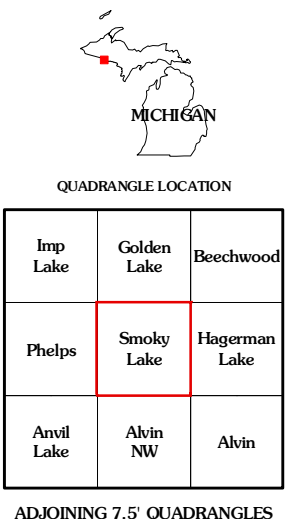 MICHIGAN
QUADRANGLE LOCATION
Imp
Lake
Golden
Lake
Beechwood
Phelps
Smoky
Lake
Hagerman
Lake
Anvil
Lake
Alvin
NW
Alvin
ADJOINING 7.5' QUADRANGLES